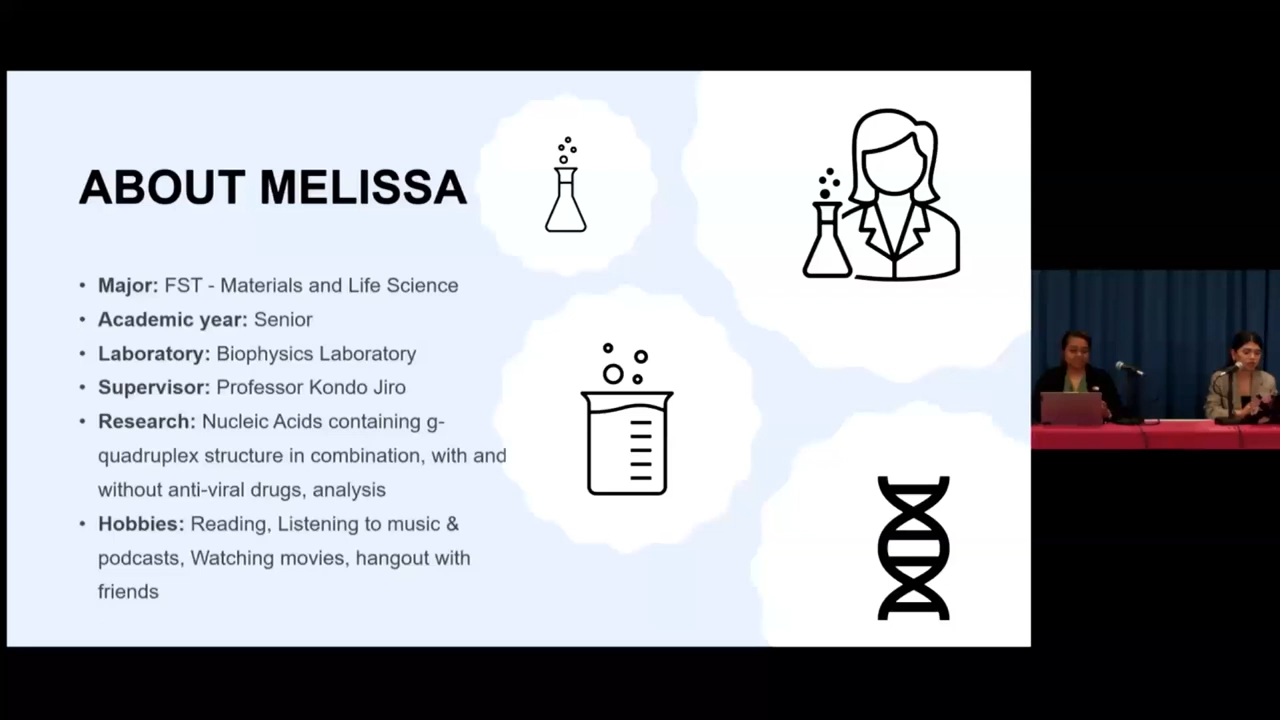 ABOUT MELISSA
• Major: FST - Materials and Life Science
• Academic year: Senior
• Laboratory: Biophysics Laboratory
• Supervisor: Professor Kondo Jiro
• Research: Nucleic Acids containing g-
quadruplex structure in combination, with and
without anti-viral drugs, analysis
• Hobbies: Reading, Listening to music &
podcasts, Watching movies, hangout with
friends